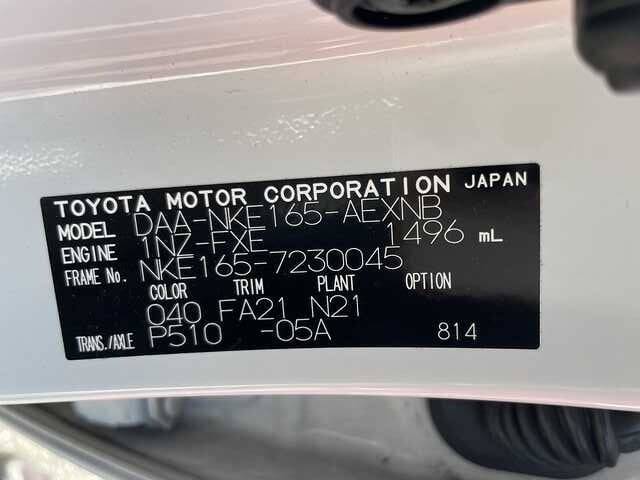 TOYOTA MOTOR CORPORATION JAPAN
MODEL DAA-NKE165-AEXNB
ENGINE 1NZ-FXE 1496 mL
FRAME No. NKE165-7230045
COLOR TRIM PLANT OPTION
040 FA21 N21
TRANS./AXLE P510 -05A 814